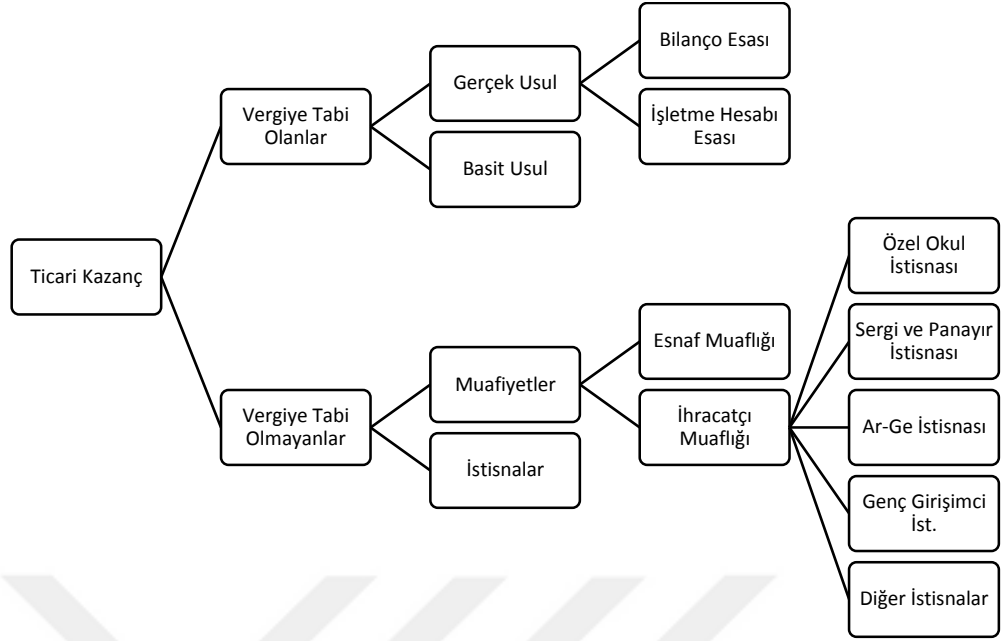 Ticari Kazanç
Vergiye Tabi
Olanlar
Gerçek Usul
Bilanço Esası
İşletme Hesabı
Esası
Basit Usul
Vergiye Tabi
Olmayanlar
Muafiyetler
Esnaf Muaflığı
İhracatçı
Muaflığı
Özel Okul
İstisnası
Sergi ve Panayır
İstisnası
Ar-Ge İstisnası
Genç Girişimci
İst.
Diğer İstisnalar
İstisnalar